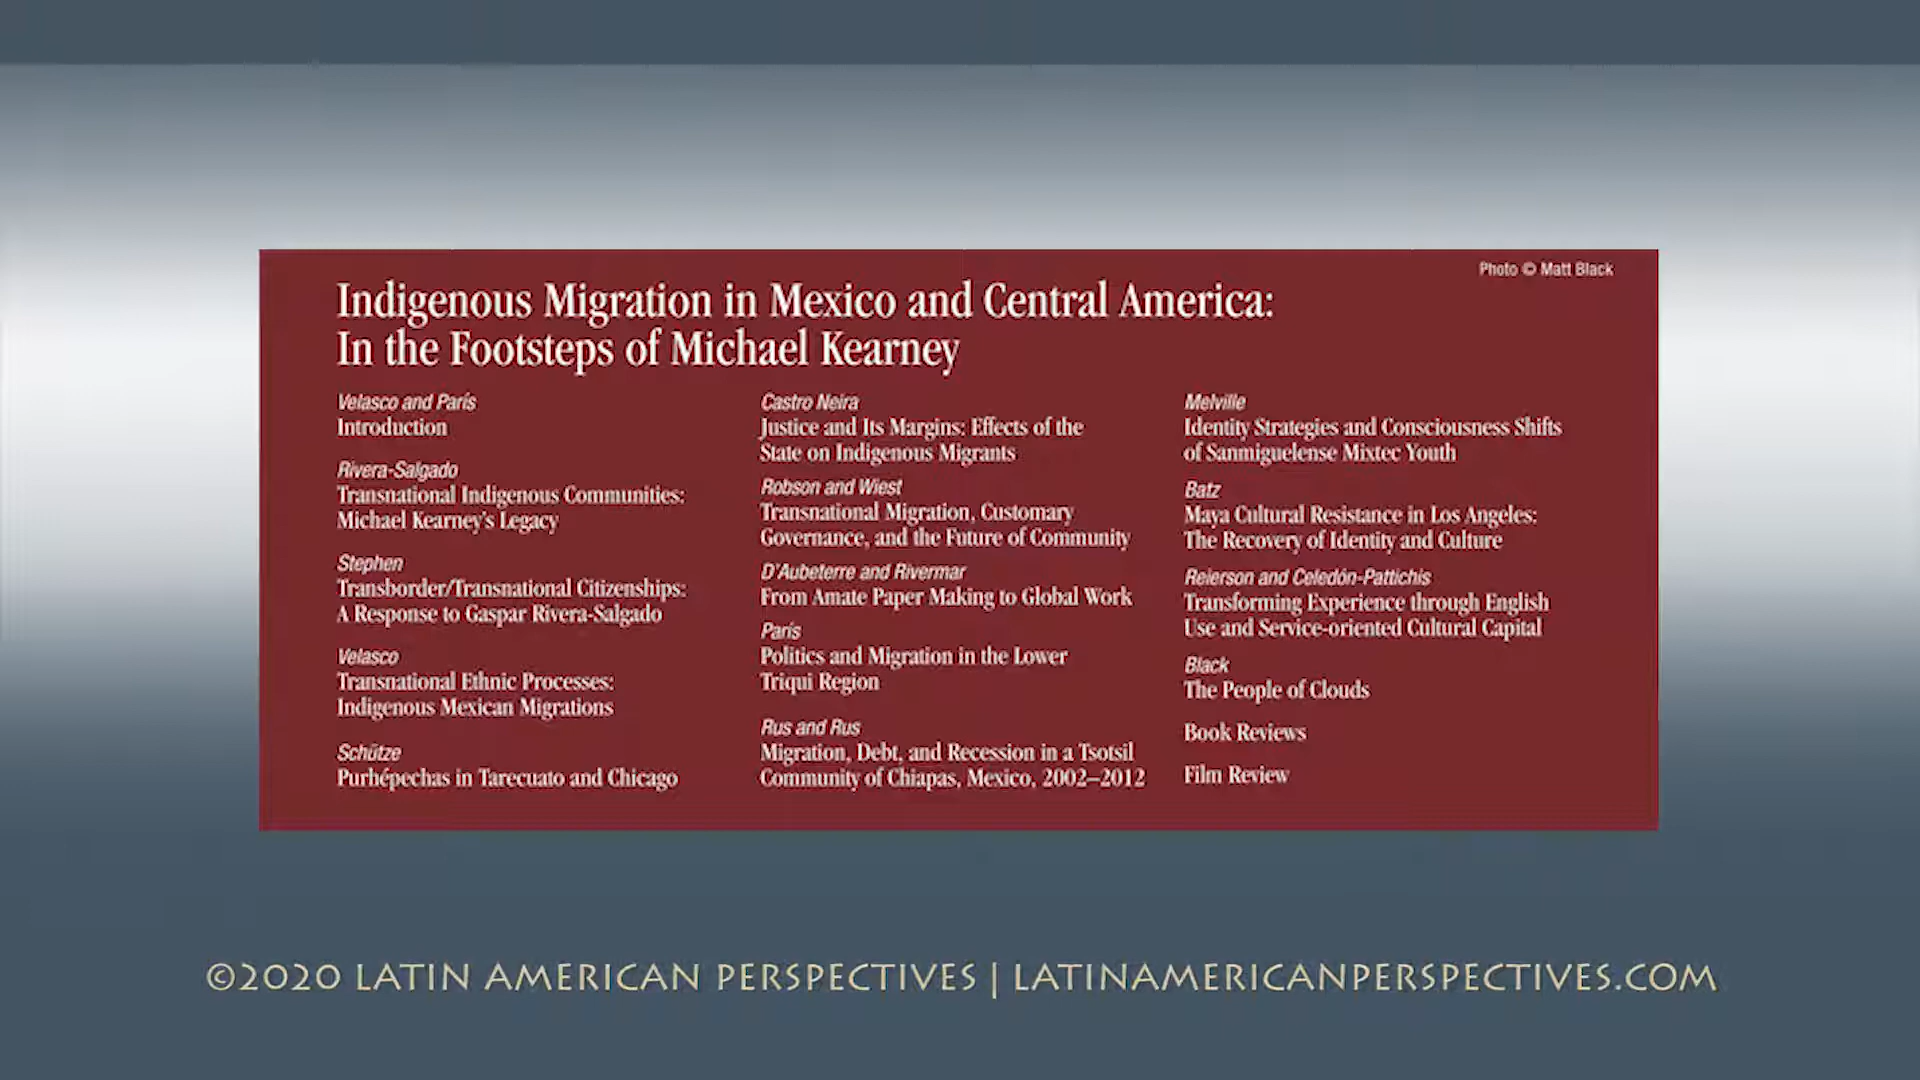 Photo © Matt Black
Indigenous Migration in Mexico and Central America:
In the Footsteps of Michael Kearney
Velasco and París
Introduction
Rivera-Salgado
Transnational Indigenous Communities:
Michael Kearney's Legacy
Stephen
Transborder/Transnational Citizenships:
A Response to Gaspar Rivera-Salgado
Velasco
Transnational Ethnic Processes:
Indigenous Mexican Migrations
Schütze
Purhépechas in Tarecuato and Chicago
Castro Neira
Justice and Its Margins: Effects of the
State on Indigenous Migrants
Robson and Wiest
Transnational Migration, Customary
Governance, and the Future of Community
D'Aubeterre and Rivermar
From Amate Paper Making to Global Work
París
Politics and Migration in the Lower
Triqui Region
Rus and Rus
Migration, Debt, and Recession in a Tsotsil
Community of Chiapas, Mexico, 2002–2012
Melville
Identity Strategies and Consciousness Shifts
of Sanmiguelense Mixtec Youth
Batz
Maya Cultural Resistance in Los Angeles:
The Recovery of Identity and Culture
Reierson and Celedón-Pattichis
Transforming Experience through English
Use and Service-oriented Cultural Capital
Black
The People of Clouds
Book Reviews
Film Review
©2020 LATIN AMERICAN PERSPECTIVES | LATINAMERICANPERSPECTIVES.COM